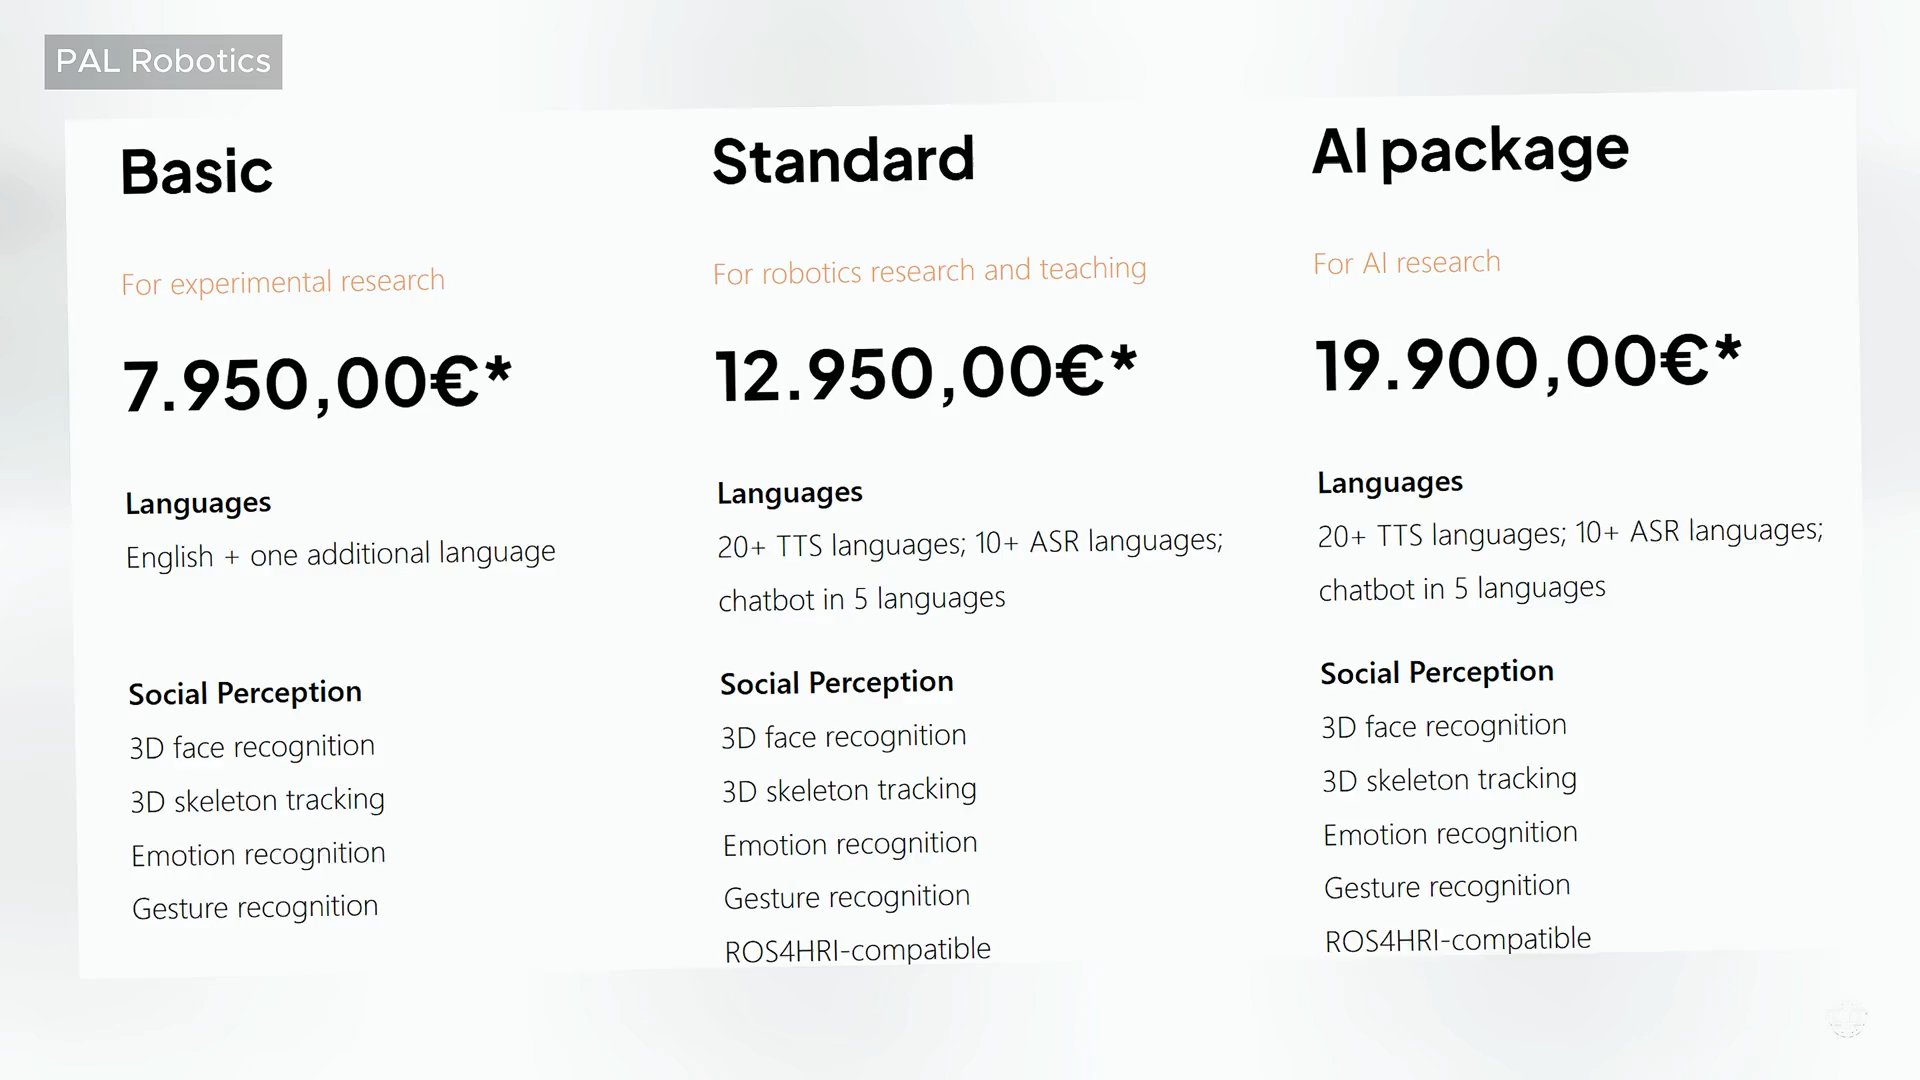 PAL Robotics
Basic
For experimental research
7.950,00€*
Languages
English + one additional language
Social Perception
3D face recognition
3D skeleton tracking
Emotion recognition
Gesture recognition
Standard
For robotics research and teaching
12.950,00€*
Languages
20+ TTS languages; 10+ ASR languages;
chatbot in 5 languages
Social Perception
3D face recognition
3D skeleton tracking
Emotion recognition
Gesture recognition
ROS4HRI-compatible
AI package
For AI research
19.900,00€*
Languages
20+ TTS languages; 10+ ASR languages;
chatbot in 5 languages
Social Perception
3D face recognition
3D skeleton tracking
Emotion recognition
Gesture recognition
ROS4HRI-compatible